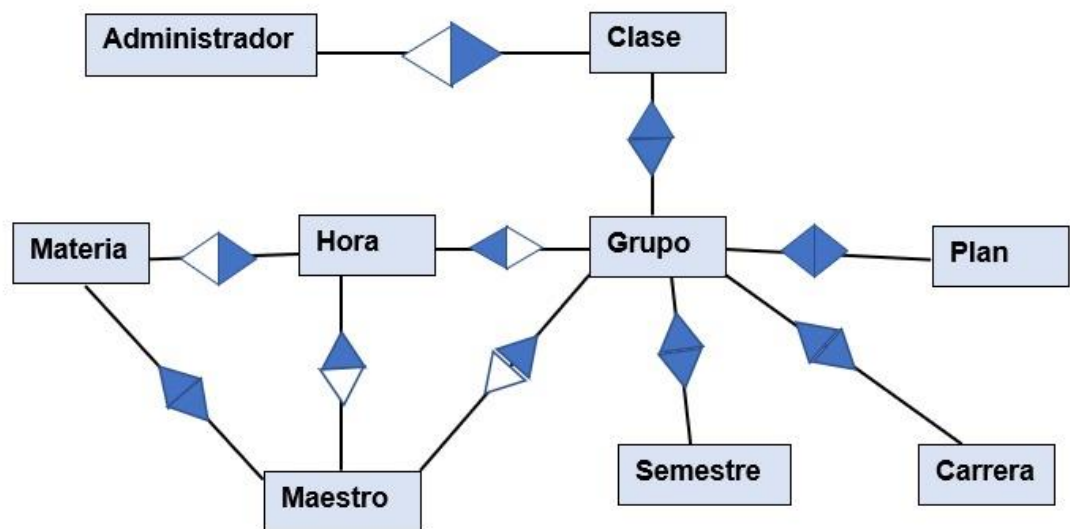 Administrador
Clase
Materia
Hora
Grupo
Plan
Maestro
Semestre
Carrera